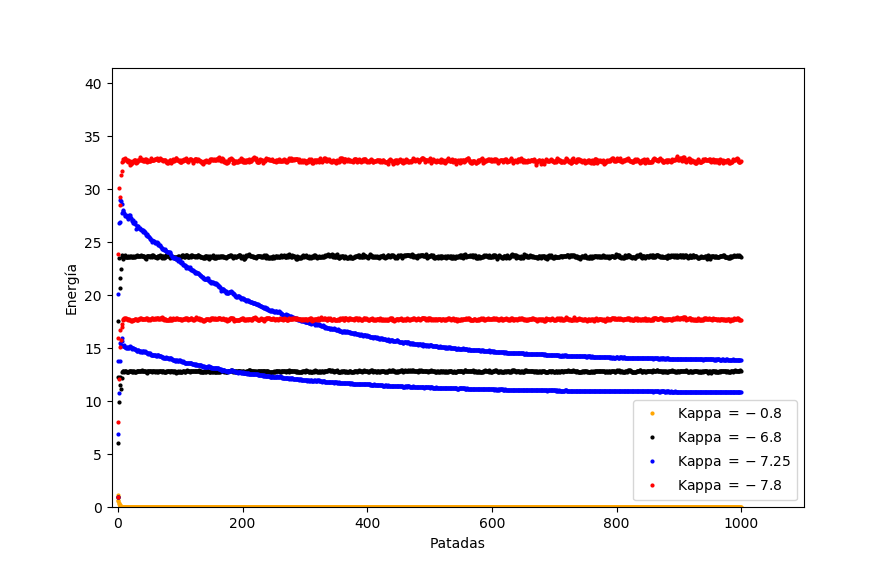 40
35
30
25
20
15
10
5
0
Energía
0 200 400 600 800 1000
Patadas
Kappa = − 0.8
Kappa = − 6.8
Kappa = − 7.25
Kappa = − 7.8